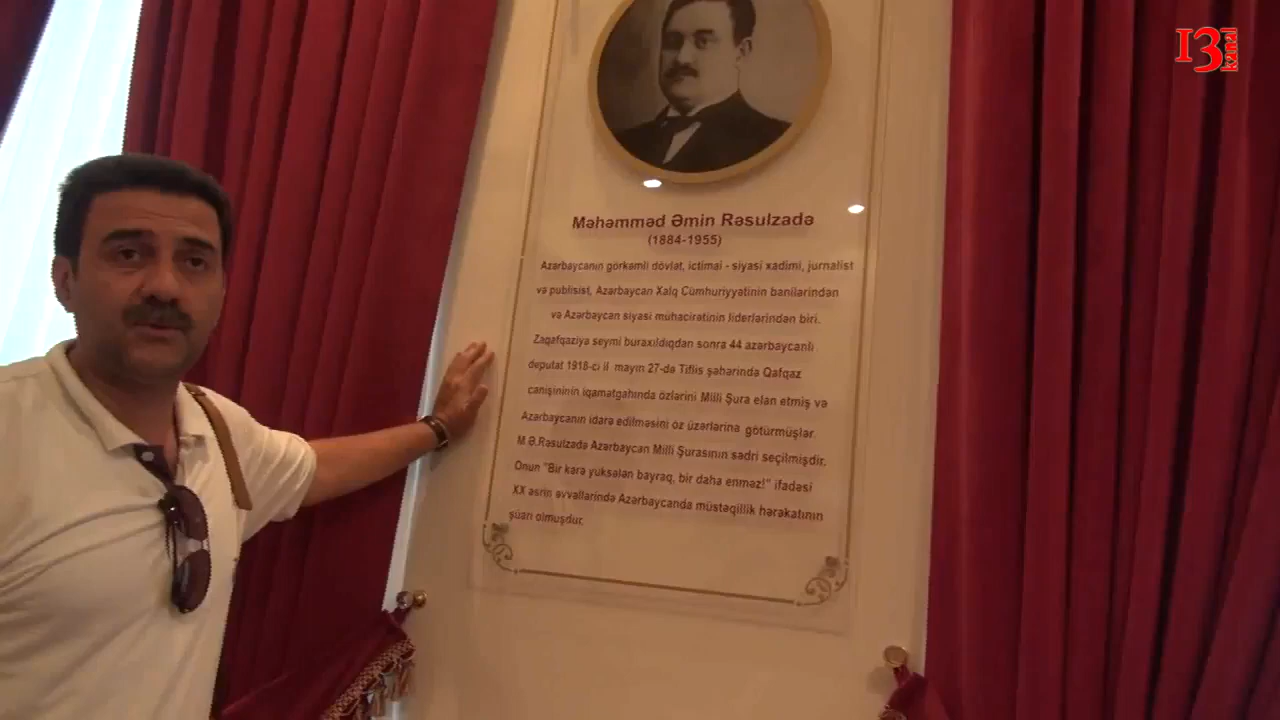 13 kanal
Məhəmməd Əmin Rəsulzadə
(1884-1955)
Azərbaycanın görkəmli dövlət, ictimai - siyasi xadimi, jurnalist
və publisist, Azərbaycan Xalq Cümhuriyyətinin banilərindən
və Azərbaycan siyasi mühacirətinin liderlərindən biri.
Zaqafqaziya seymi buraxıldıqdan sonra 44 azərbaycanlı
deputat 1918-ci il mayın 27-də Tiflis şəhərində Qafqaz
canişininin iqamətgahında özlərini Milli Şura elan etmiş və
Azərbaycanın idarə edilməsini öz üzərlərinə götürmüşlər.
M.Ə.Rəsulzadə Azərbaycan Milli Şurasının sədri seçilmişdir.
Onun "Bir kərə yüksələn bayraq, bir daha enməz!" ifadəsi
XX əsrin əvvəllərində Azərbaycanda müstəqillik hərəkatının
şüarı olmuşdur.